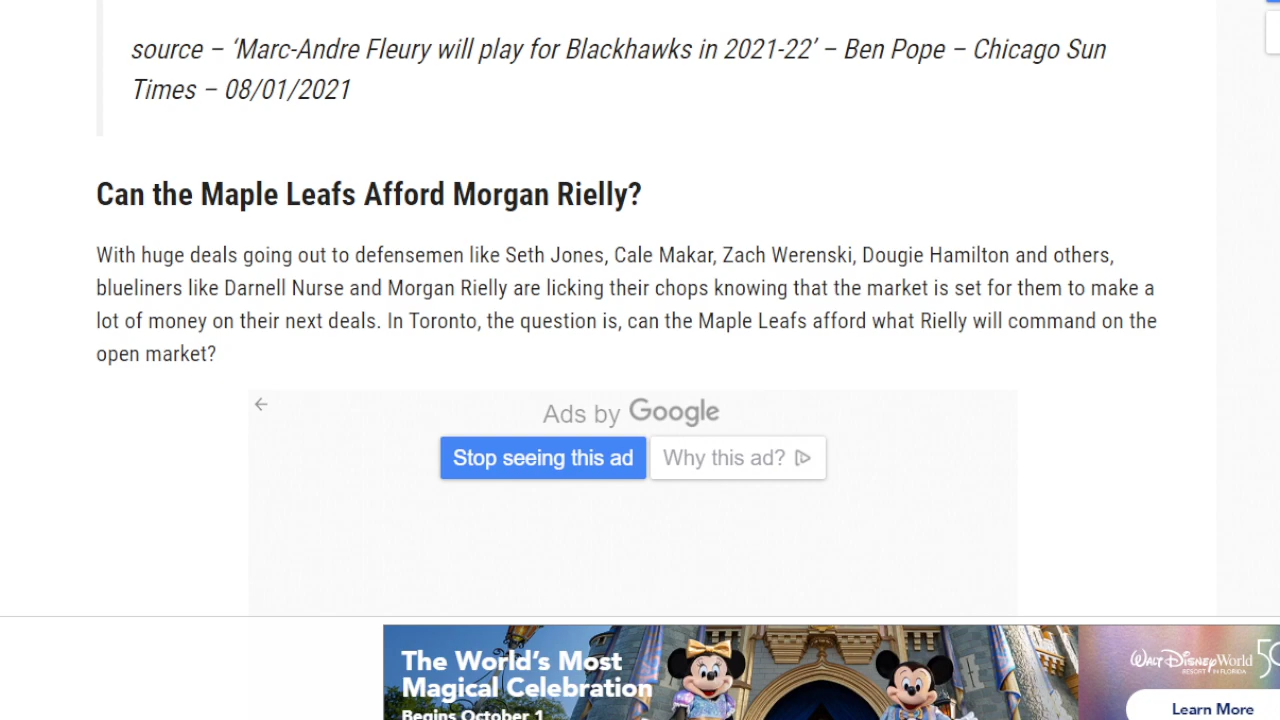 source – ‘Marc-Andre Fleury will play for Blackhawks in 2021-22’ – Ben Pope – Chicago Sun
Times – 08/01/2021
Can the Maple Leafs Afford Morgan Rielly?
With huge deals going out to defensemen like Seth Jones, Cale Makar, Zach Werenski, Dougie Hamilton and others,
blueliners like Darnell Nurse and Morgan Rielly are licking their chops knowing that the market is set for them to make a
lot of money on their next deals. In Toronto, the question is, can the Maple Leafs afford what Rielly will command on the
open market?
Ads by Google
Stop seeing this ad
Why this ad?
The World's Most
Magical Celebration
Begins October 1
Walt Disney World
RESORT IN FLORIDA
50
Learn More